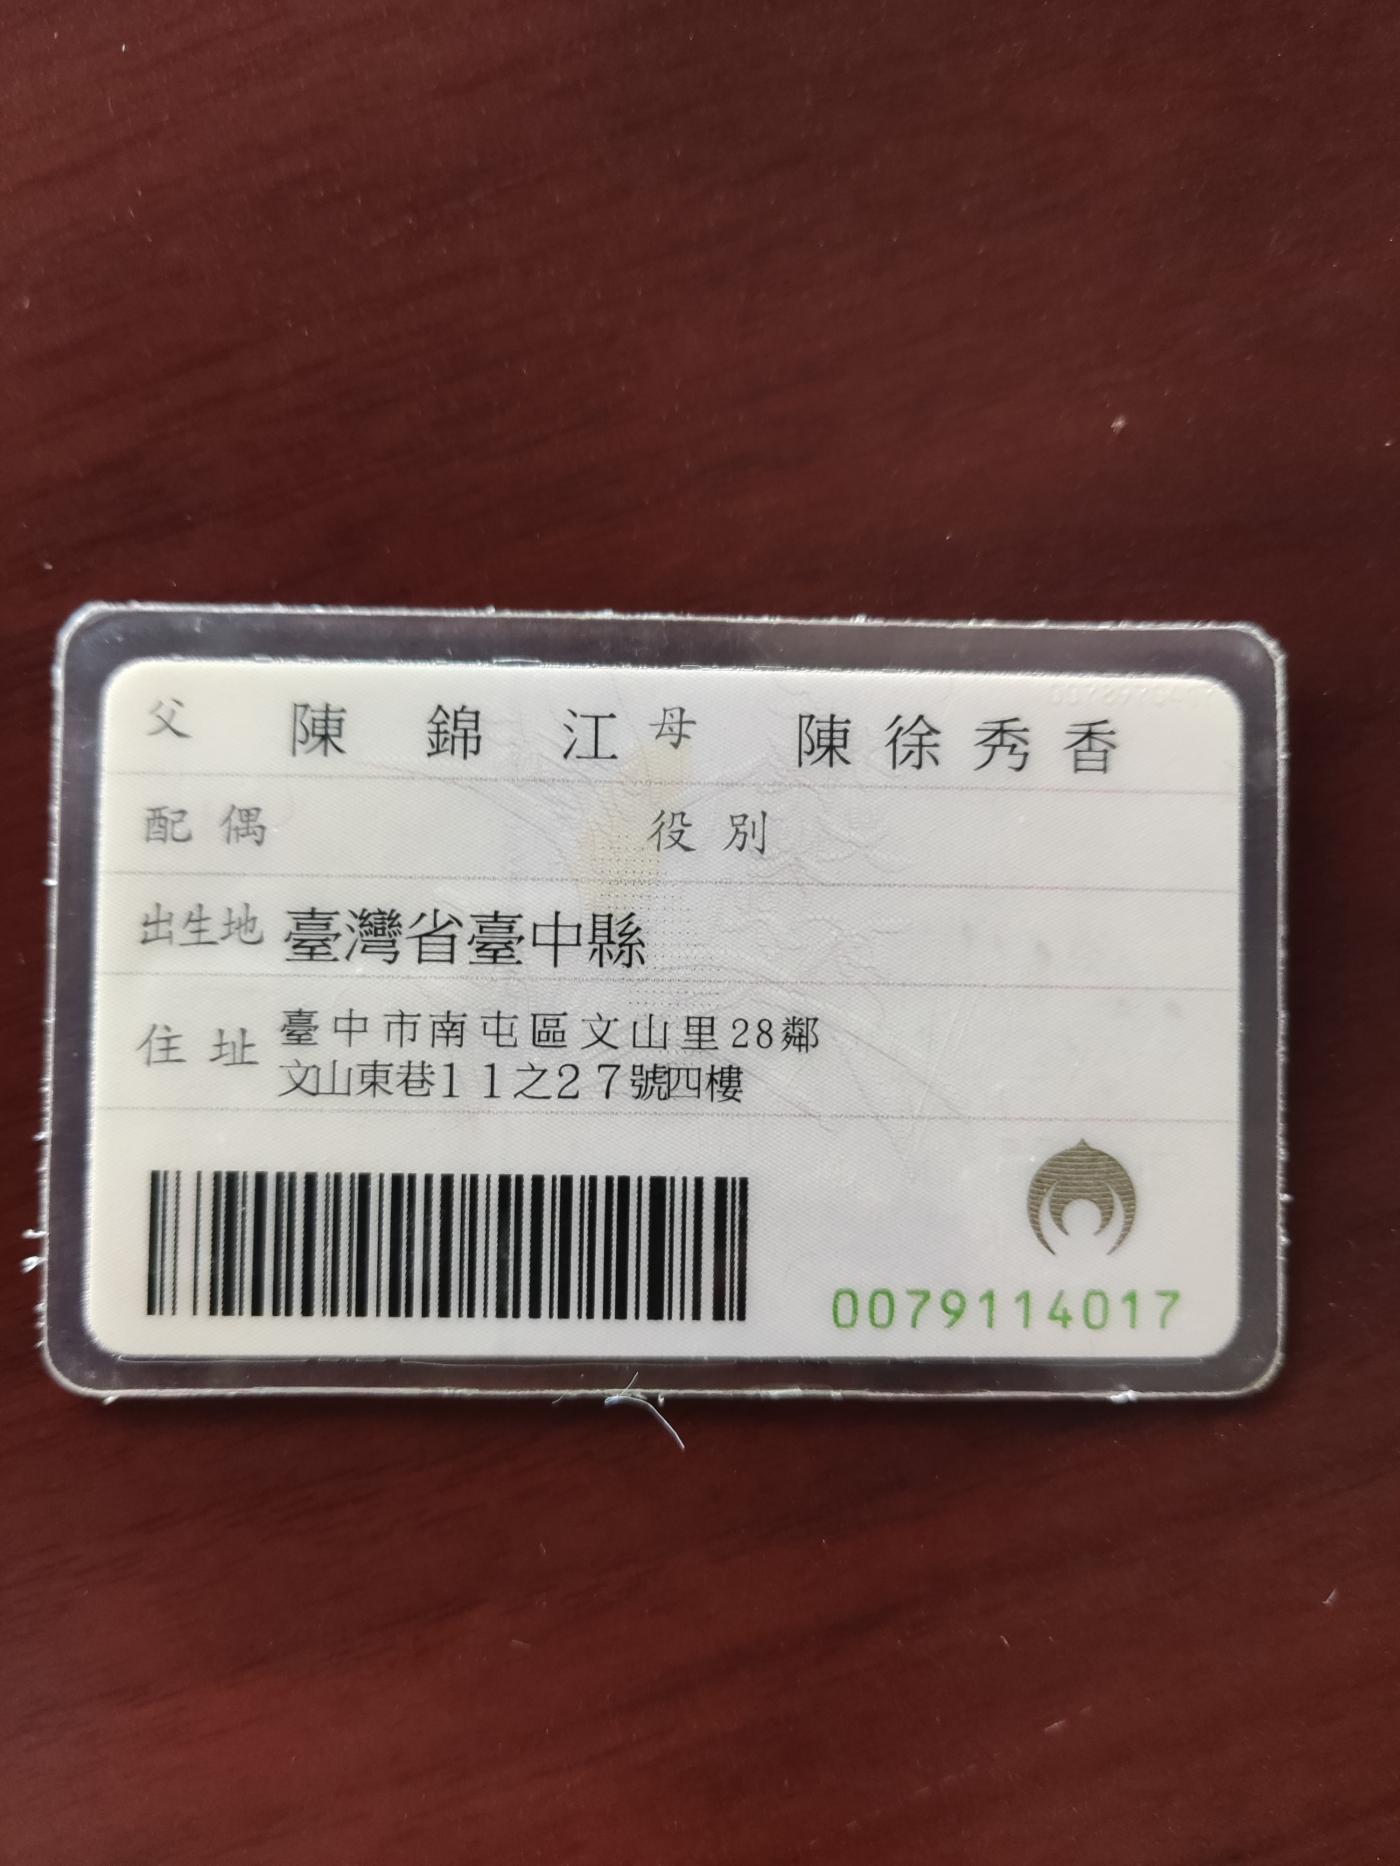 父 陳錦江 母 陳徐秀香
配偶 役別
出生地 臺灣省臺中縣
住址 臺中市南屯區文山里28鄰
文山東巷11之27號四樓
0079114017